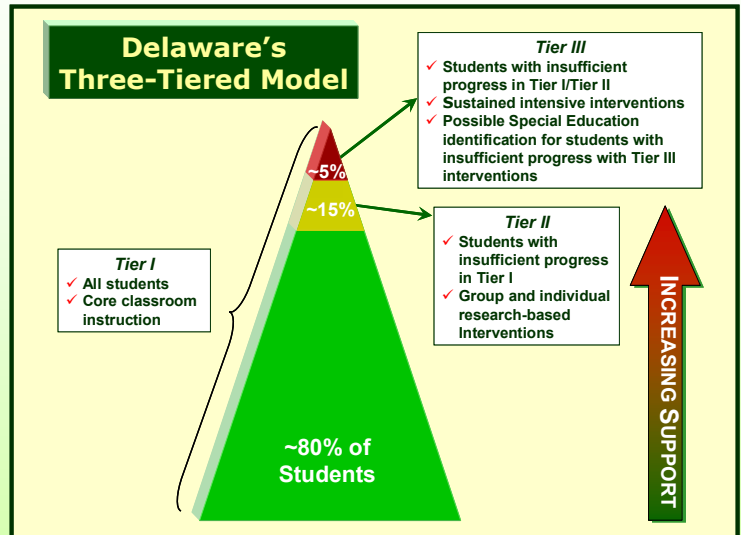 Delaware's
Three-Tiered Model
Tier III
✓ Students with insufficient
progress in Tier I/Tier II
✓ Sustained intensive interventions
✓ Possible Special Education
identification for students with
insufficient progress with Tier III
interventions
~5%
~15%
Tier II
✓ Students with
insufficient progress
in Tier I
✓ Group and individual
research-based
Interventions
Tier I
✓ All students
✓ Core classroom
instruction
~80% of
Students
INCREASING SUPPORT